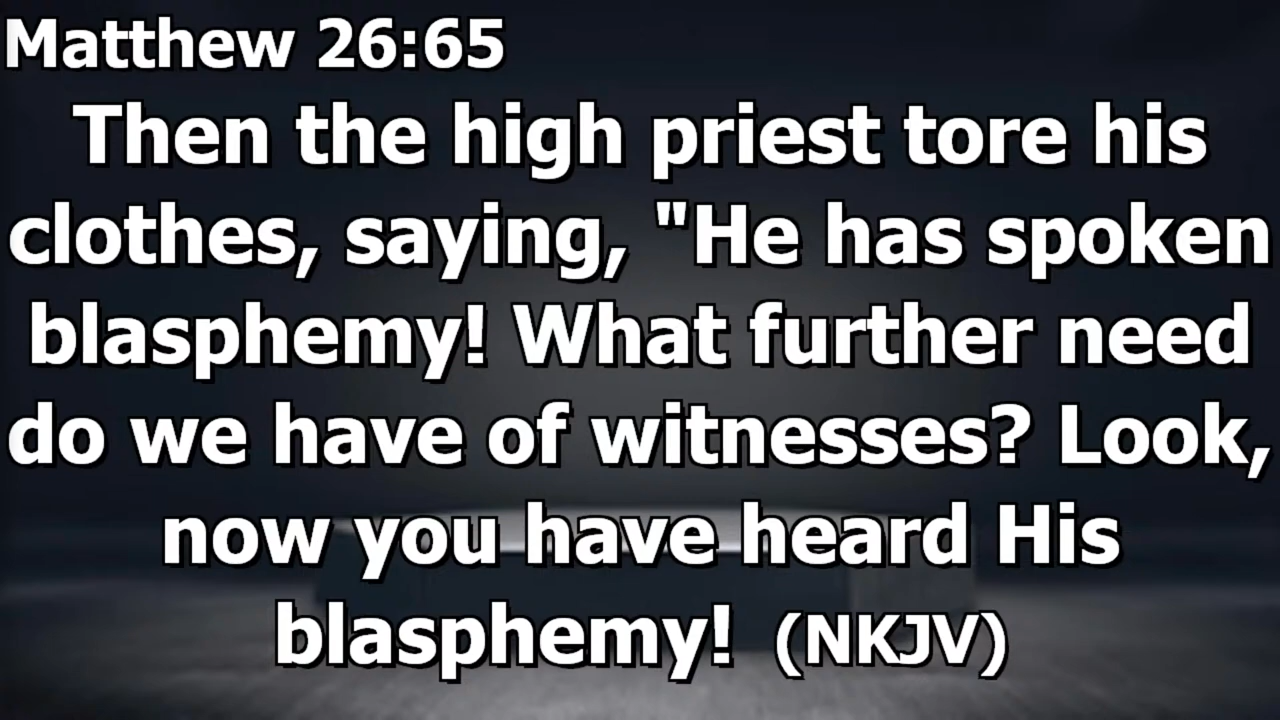 Matthew 26:65
Then the high priest tore his
clothes, saying, "He has spoken
blasphemy! What further need
do we have of witnesses? Look,
now you have heard His
blasphemy! (NKJV)